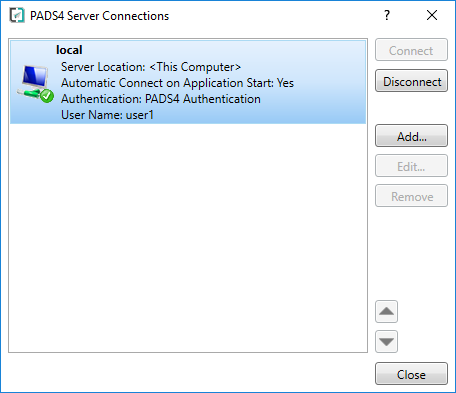 PADS4 Server Connections
local
Server Location: <This Computer>
Automatic Connect on Application Start: Yes
Authentication: PADS4 Authentication
User Name: user1
Connect
Disconnect
Add...
Edit...
Remove
Close